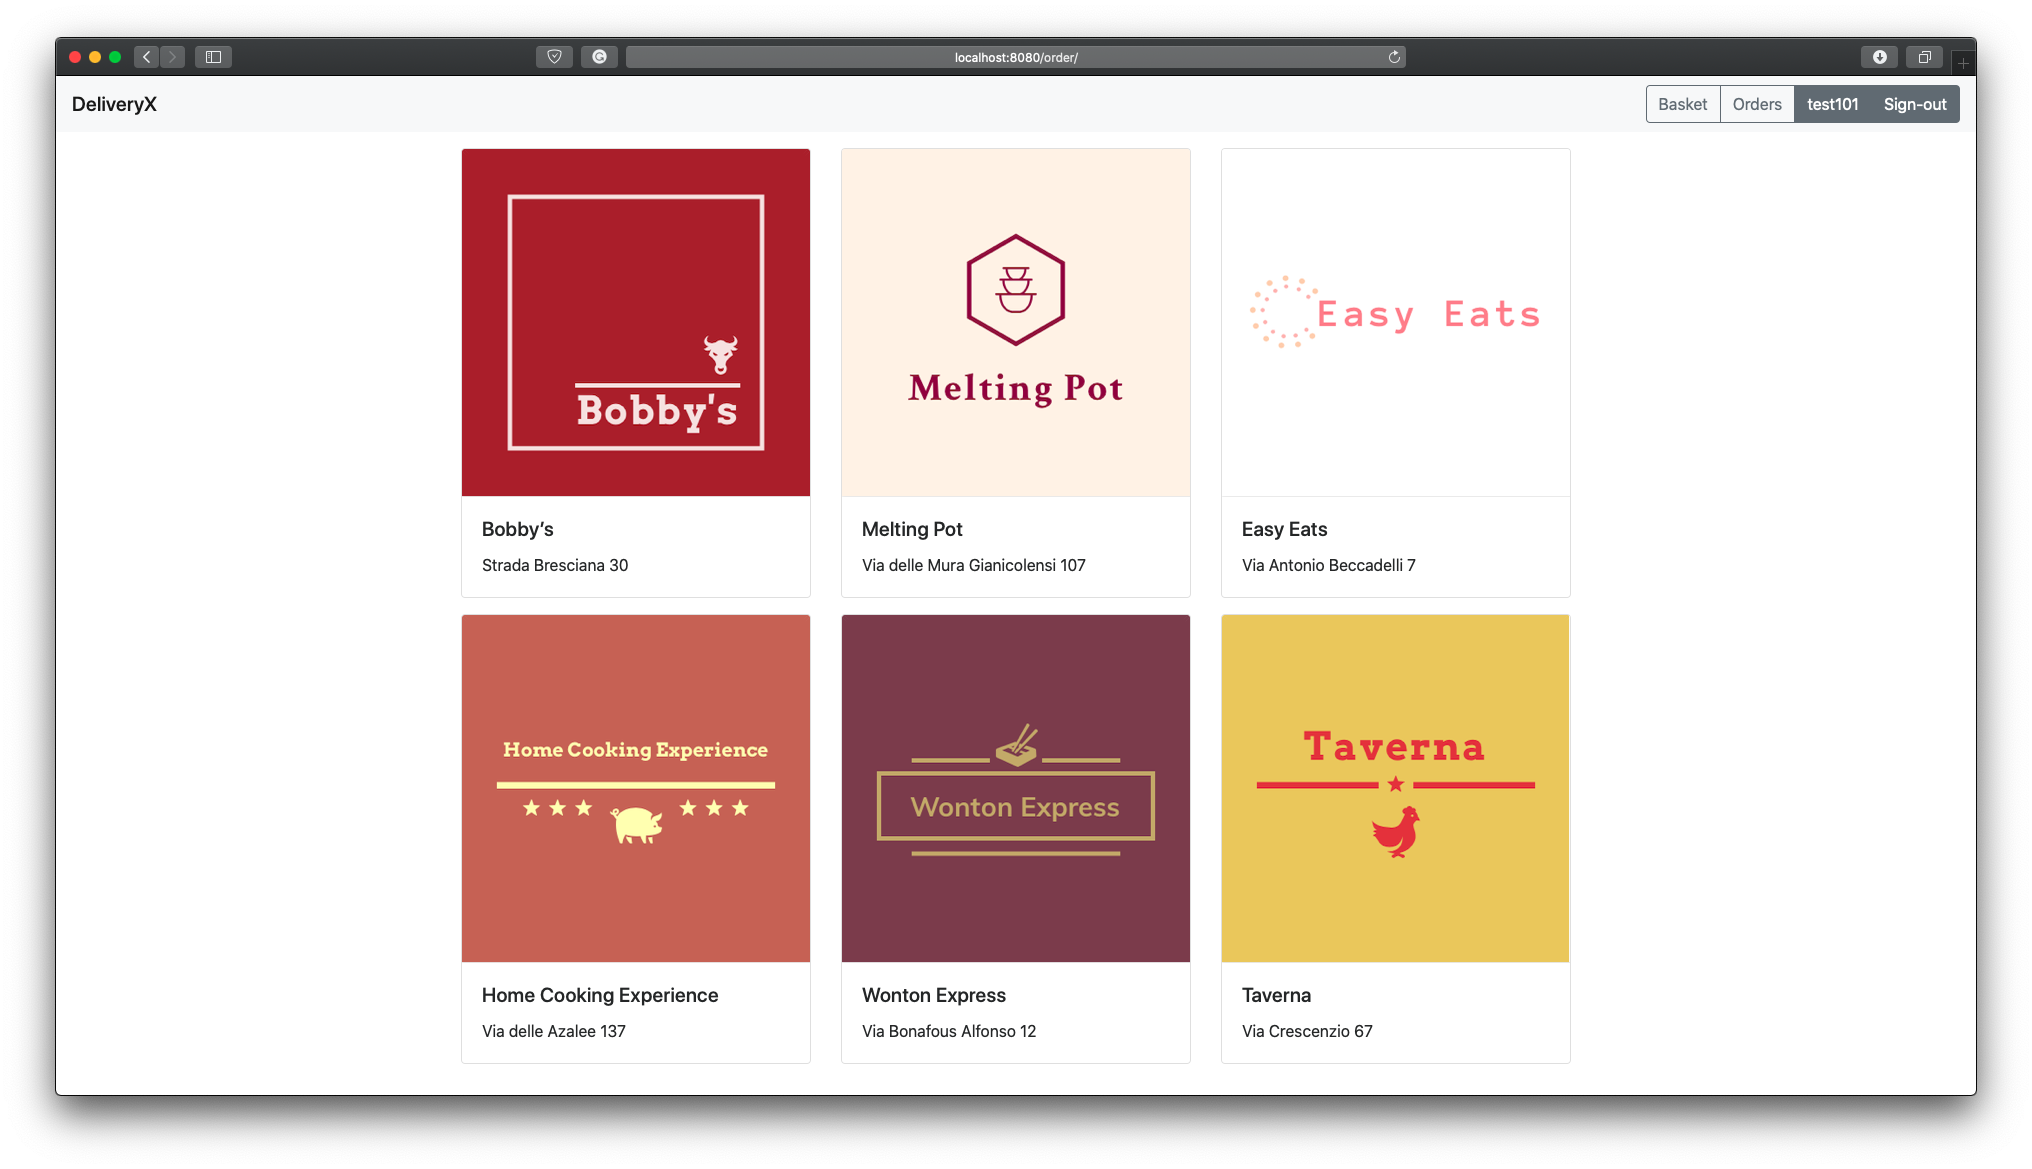 localhost:8080/order/
DeliveryX
Basket
Orders
test101
Sign-out
Bobby's
Melting Pot
Easy Eats
Bobby’s
Strada Bresciana 30
Melting Pot
Via delle Mura Gianicolensi 107
Easy Eats
Via Antonio Beccadelli 7
Home Cooking Experience
Wonton Express
Taverna
Home Cooking Experience
Via delle Azalee 137
Wonton Express
Via Bonafous Alfonso 12
Taverna
Via Crescenzio 67